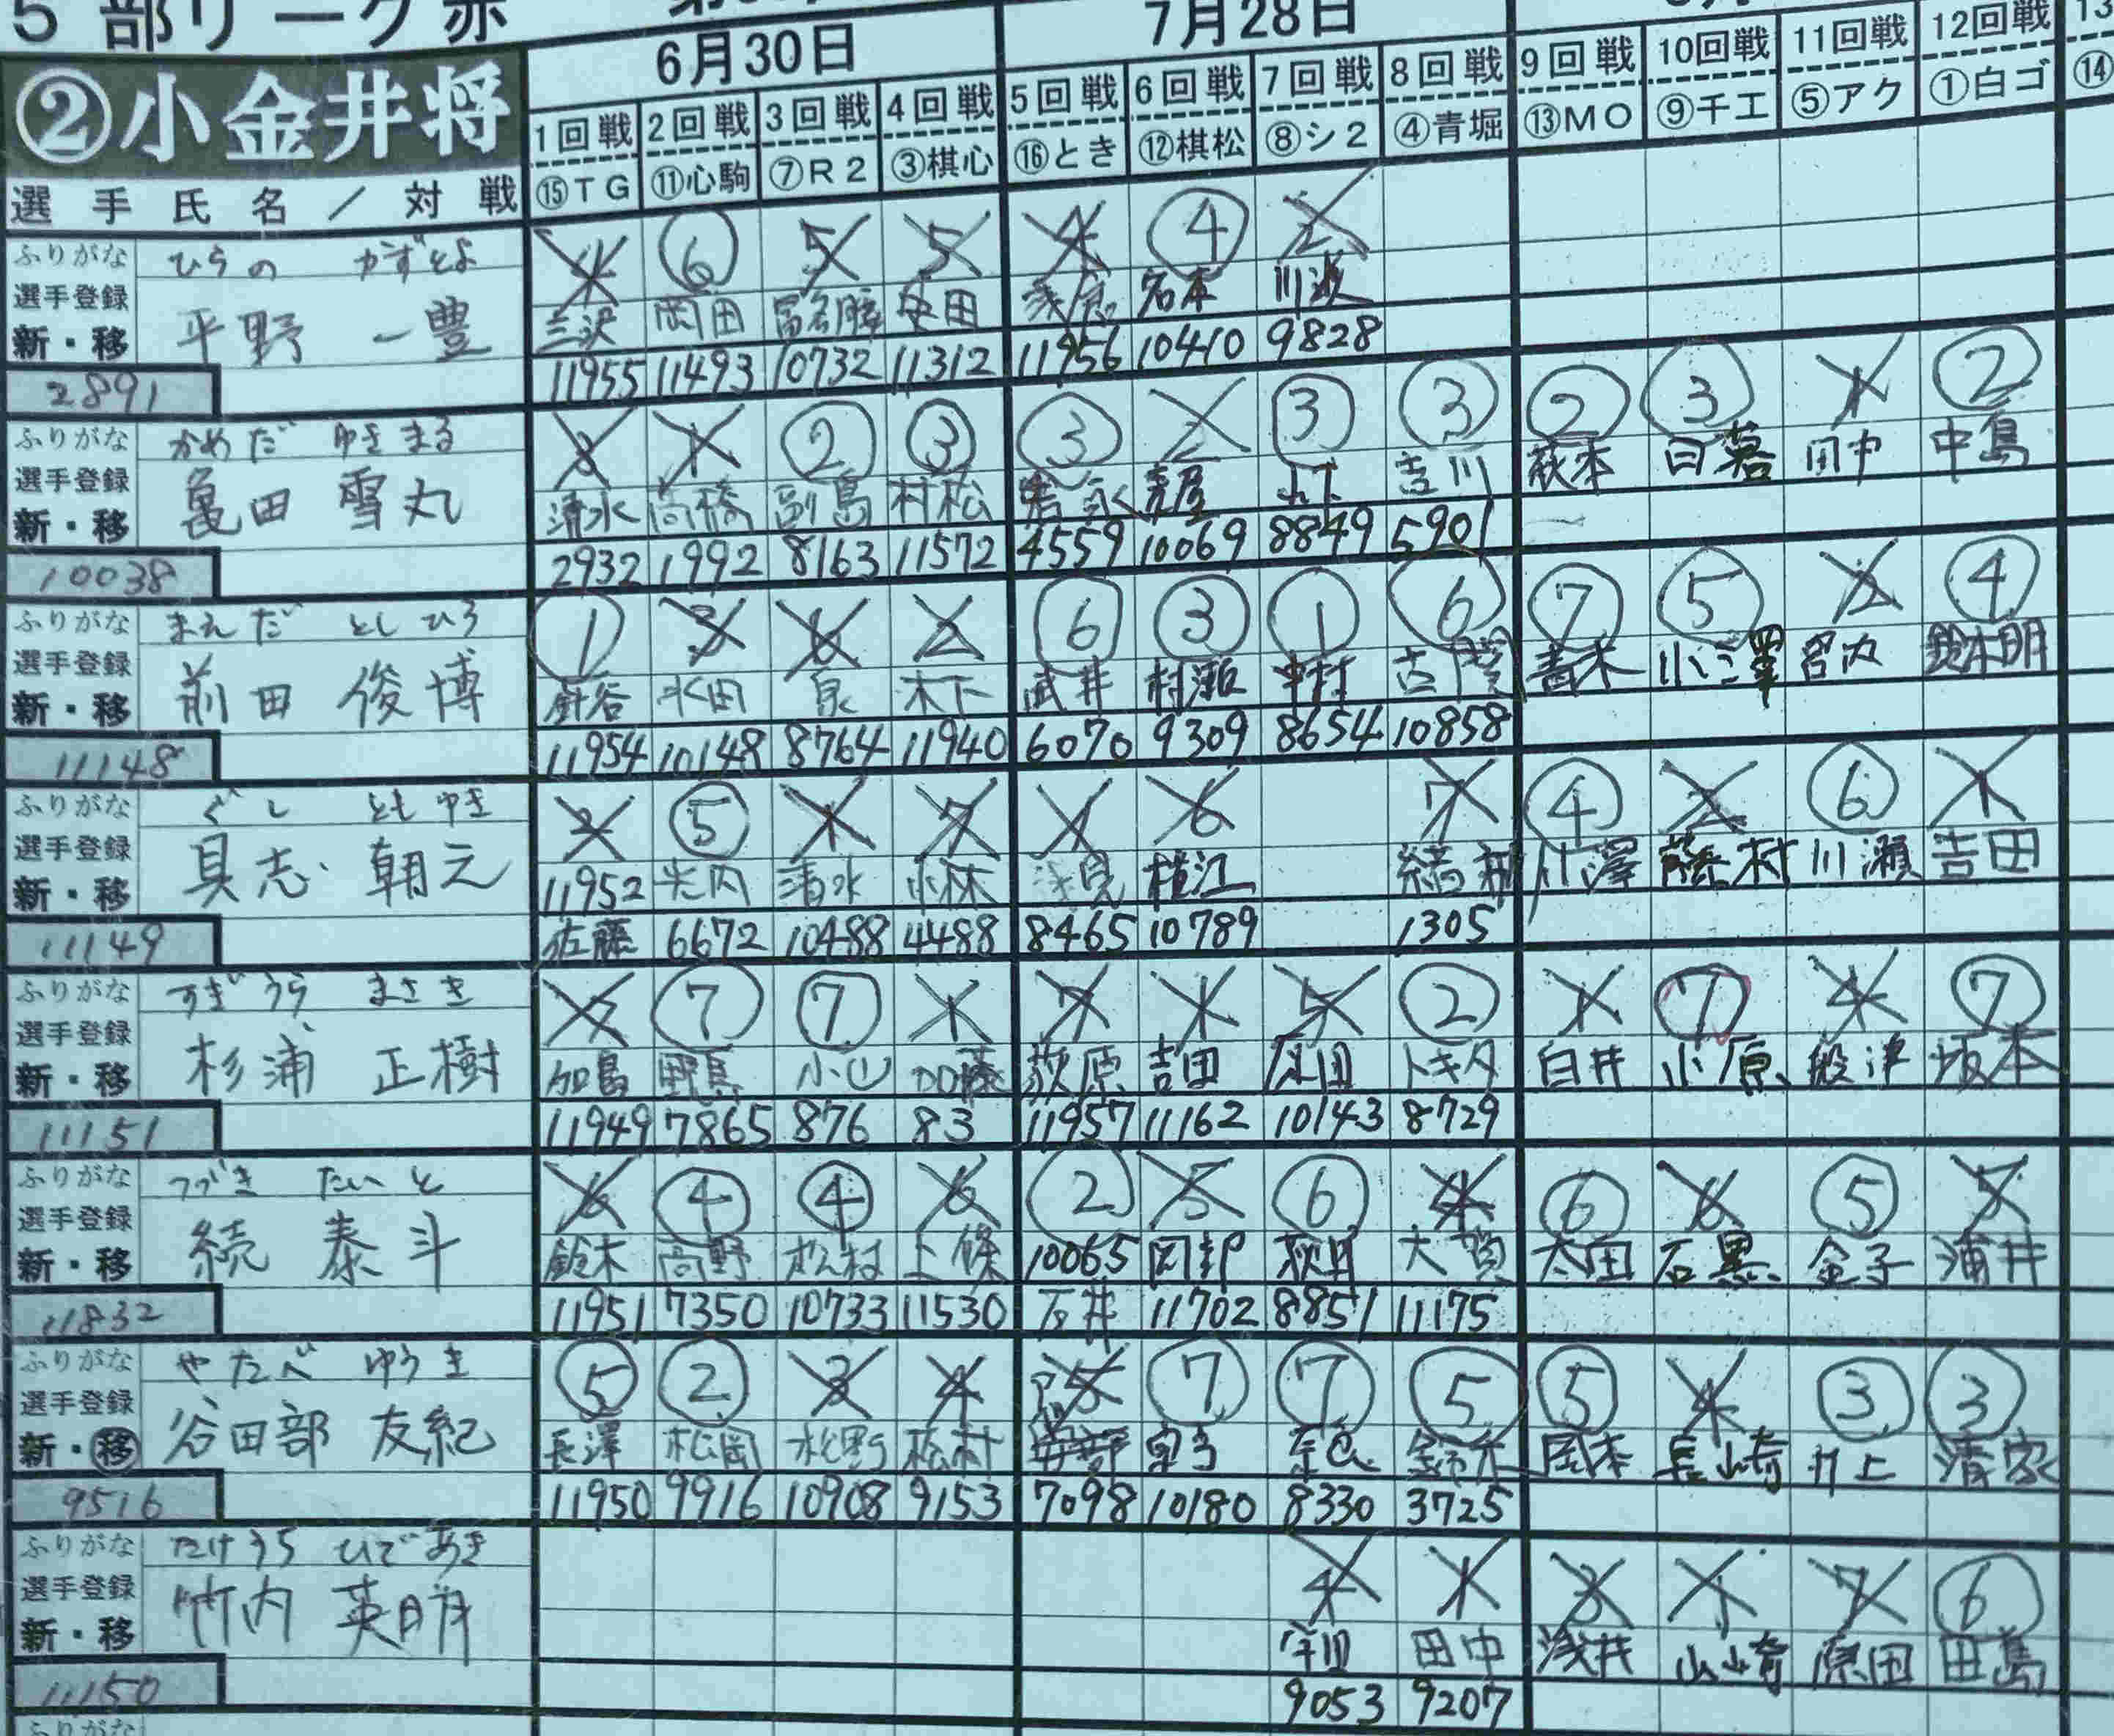 5部リーグ赤
6月30日 7月28日
②小金井将
1回戦 2回戦 3回戦 4回戦 5回戦 6回戦 7回戦 8回戦 9回戦 10回戦 11回戦 12回戦 13
⑮TG ⑪心駒 ⑦R2 ③棋心 ⑯とき ⑫棋松 ⑧シ2 ④青堀 ⑬MO ⑨千工 ⑤アク ①白ゴ ⑭
選手氏名/対戦
ふりがな ひらの かずとよ 4 ⑥ 5 5 4 ④ 2
選手登録 平野 一豊 三沢 岡田 冨名腰 名本 川波
新・移
2891 11955 11493 10732 11312 11956 10410 9828
ふりがな かめだ ゆきまる 3 1 ② ③ ③ 2 ③ ③ ② ③ 1 ②
選手登録 亀田 雪丸 清水 高橋 副島 村松 岩永 山下 吉川 萩本 日暮 田中 中島
新・移
10038 2932 1992 8163 11572 4559 10069 8849 5901
ふりがな まえだ としひろ ① 3 6 2 ⑥ ③ ① ⑥ ⑦ ⑤ 2 ④
選手登録 前田 俊博 針谷 水田 泉 木下 武井 村瀬 中村 古関 青木 小澤 宮内 鈴木明
新・移
11148 11954 10148 8764 11940 6070 9309 8654 10858
ふりがな ぐし ともゆき 2 ⑤ 1 7 1 6 7 ④ 2 ⑥ 1
選手登録 具志 朝之 11952 矢内 清水 小林 浅見 横江 結新 小澤 藤村 川瀬 吉田
新・移
11149 佐藤 6672 10488 4488 8465 10789 1305
ふりがな すぎうら まさき 7 ⑦ ⑦ 1 7 1 5 ② 1 ⑦ 4 ⑦
選手登録 杉浦 正樹 加島 野島 小山 加藤 荻原 吉田 トキタ 白井 小原 般津 坂本
新・移
11151 11949 7865 876 83 11957 11162 10143 8729
ふりがな つづき たいと 6 ④ ④ 6 ② 5 ⑥ 4 ⑥ 6 ⑤ 5
選手登録 続 泰斗 鈴木 高野 松村 上條 10065 岡部 秋田 大賀 太田 石黒 金子 浦井
新・移
11832 11951 7350 10733 11530 石井 11702 8851 11175
ふりがな やたべ ゆうき ⑤ ② 3 4 5 ⑦ ⑦ ⑤ ⑤ 4 ③ ③
選手登録 谷田部 友紀 長澤 松岡 水野 松村 安部 鈴木 岡本 長崎 井上 清家
新・移
9516 11950 9916 10908 9153 7098 10180 8330 3725
ふりがな たけうち ひであき 4 1 3 1 7 ⑥
選手登録 竹内 英明 田中 浅井 山崎 原田 田島
新・移
11150 9053 9207
ふりがな